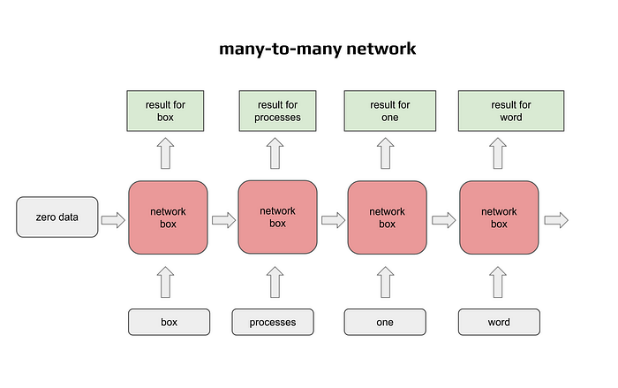 many-to-many network
result for
box
result for
processes
result for
one
result for
word
zero data
network
box
network
box
network
box
network
box
box
processes
one
word